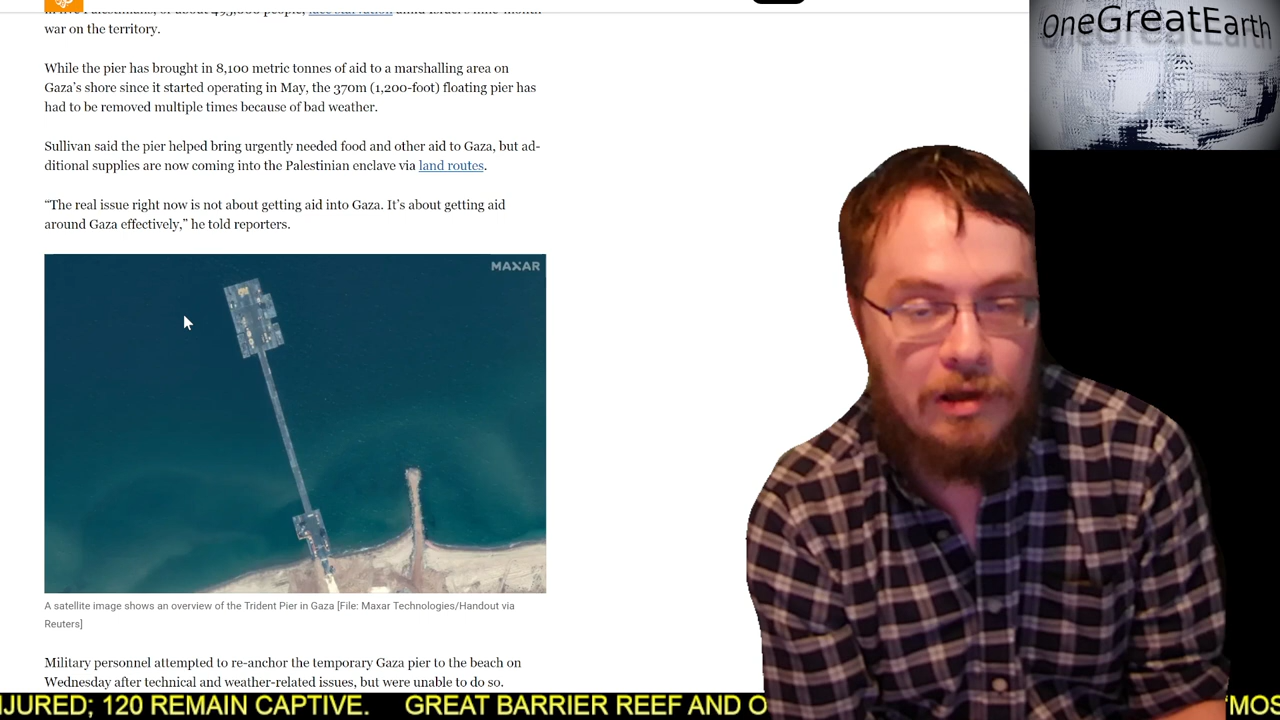 war on the territory.
While the pier has brought in 8,100 metric tonnes of aid to a marshalling area on
Gaza's shore since it started operating in May, the 370m (1,200-foot) floating pier has
had to be removed multiple times because of bad weather.
Sullivan said the pier helped bring urgently needed food and other aid to Gaza, but ad-
ditional supplies are now coming into the Palestinian enclave via land routes.
“The real issue right now is not about getting aid into Gaza. It's about getting aid
around Gaza effectively,” he told reporters.
MAXAR
A satellite image shows an overview of the Trident Pier in Gaza [File: Maxar Technologies/Handout via
Reuters]
Military personnel attempted to re-anchor the temporary Gaza pier to the beach on
Wednesday after technical and weather-related issues, but were unable to do so.
OneGreatEarth
NJURED; 120 REMAIN CAPTIVE. GREAT BARRIER REEF AND O